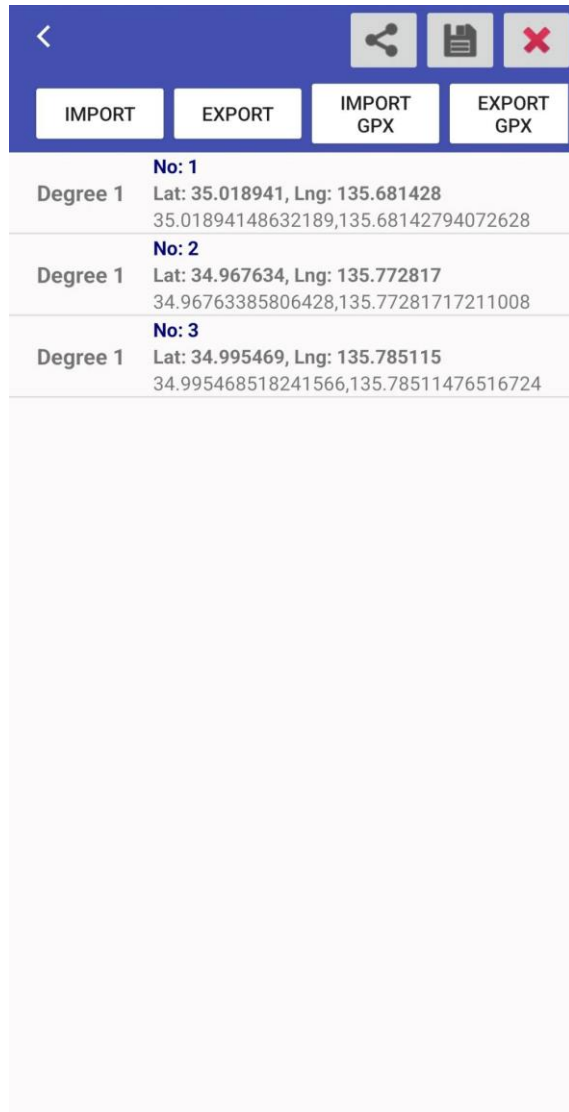 IMPORT
EXPORT
IMPORT
GPX
EXPORT
GPX
No: 1
Degree 1
Lat: 35.018941, Lng: 135.681428
35.01894148632189,135.68142794072628
No: 2
Degree 1
Lat: 34.967634, Lng: 135.772817
34.96763385806428,135.77281717211008
No: 3
Degree 1
Lat: 34.995469, Lng: 135.785115
34.995468518241566,135.78511476516724